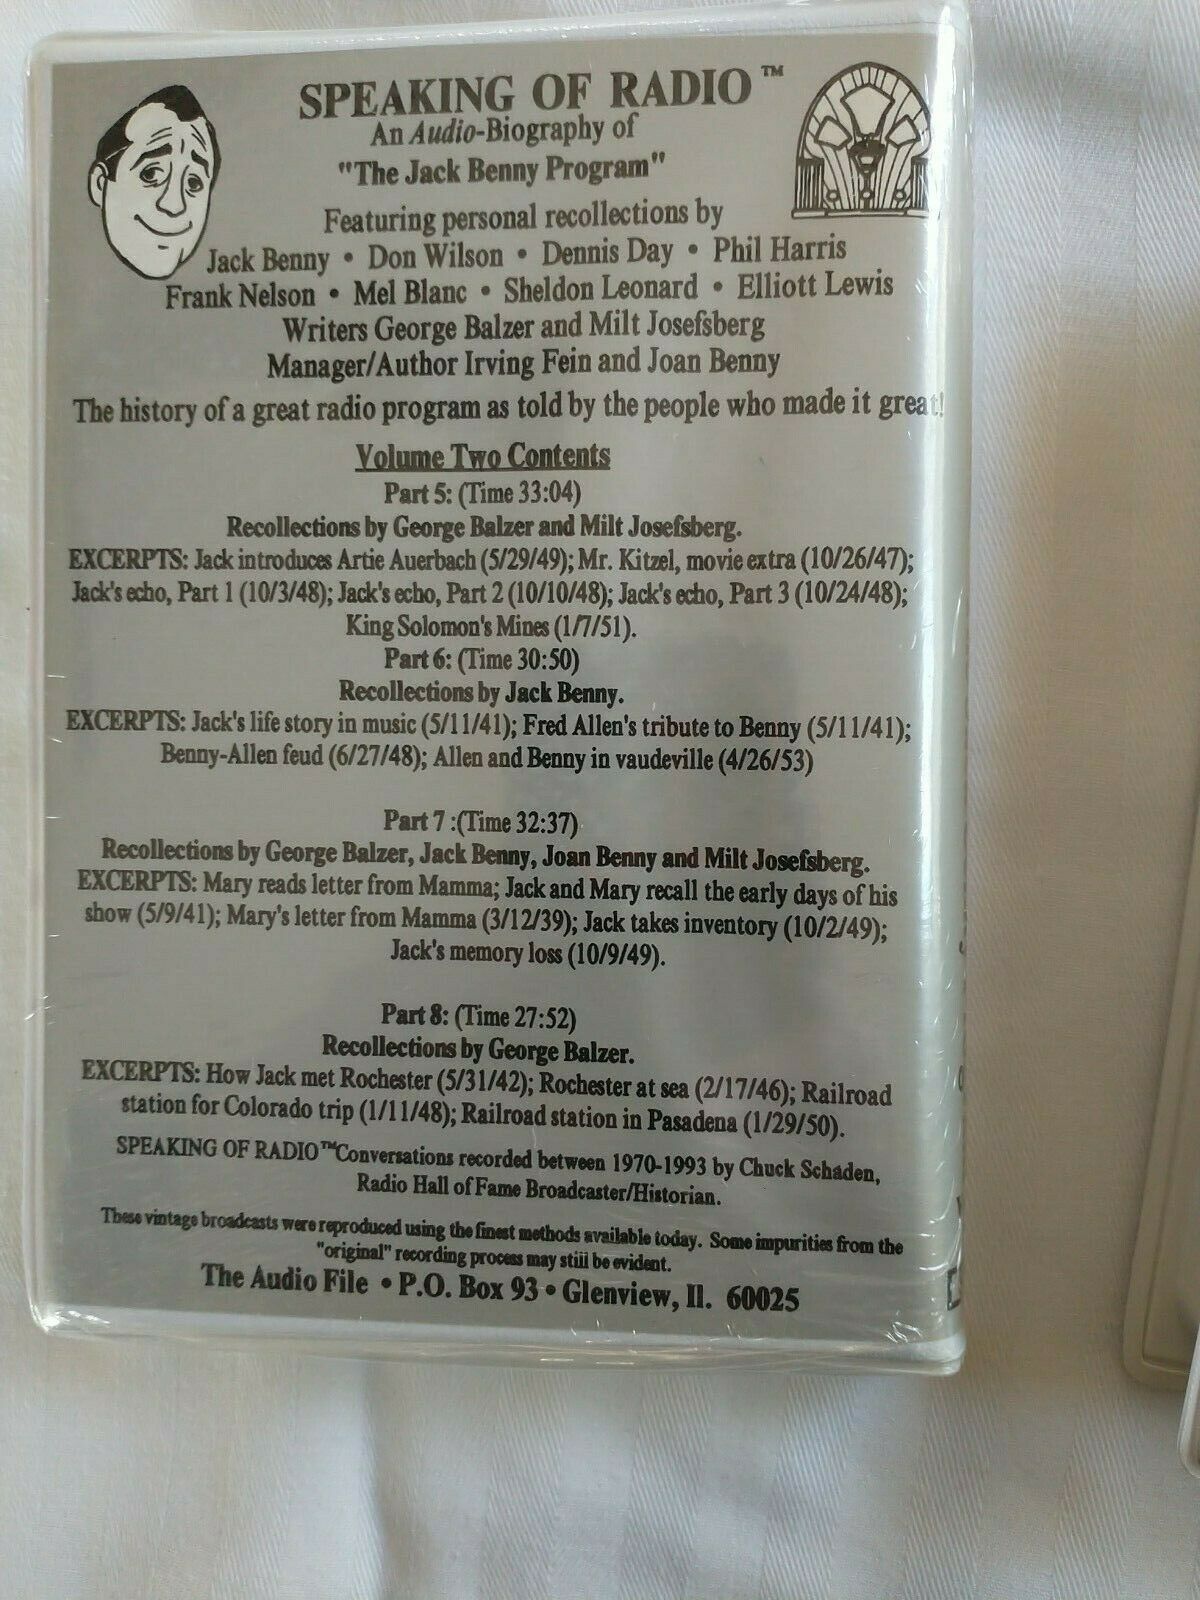 SPEAKING OF RADIO™
An Audio-Biography of
"The Jack Benny Program"
Featuring personal recollections by
Jack Benny • Don Wilson • Dennis Day • Phil Harris
Frank Nelson • Mel Blanc • Sheldon Leonard • Elliott Lewis
Writers George Balzer and Milt Josefsberg
Manager/Author Irving Fein and Joan Benny
The history of a great radio program as told by the people who made it great!
Volume Two Contents
Part 5: (Time 33:04)
Recollections by George Balzer and Milt Josefsberg.
EXCERPTS: Jack introduces Artie Auerbach (5/29/49); Mr. Kitzel, movie extra (10/26/47);
Jack's echo, Part 1 (10/3/48); Jack's echo, Part 2 (10/10/48); Jack's echo, Part 3 (10/24/48);
King Solomon's Mines (1/7/51).
Part 6: (Time 30:50)
Recollections by Jack Benny.
EXCERPTS: Jack's life story in music (5/11/41); Fred Allen's tribute to Benny (5/11/41);
Benny-Allen feud (6/27/48); Allen and Benny in vaudeville (4/26/53)
Part 7 :(Time 32:37)
Recollections by George Balzer, Jack Benny, Joan Benny and Milt Josefsberg.
EXCERPTS: Mary reads letter from Mamma; Jack and Mary recall the early days of his
show (5/9/41); Mary's letter from Mamma (3/12/39); Jack takes inventory (10/2/49);
Jack's memory loss (10/9/49).
Part 8: (Time 27:52)
Recollections by George Balzer.
EXCERPTS: How Jack met Rochester (5/31/42); Rochester at sea (2/17/46); Railroad
station for Colorado trip (1/11/48); Railroad station in Pasadena (1/29/50).
SPEAKING OF RADIO™Conversations recorded between 1970-1993 by Chuck Schaden,
Radio Hall of Fame Broadcaster/Historian.
These vintage broadcasts were reproduced using the finest methods available today. Some impurities from the
"original" recording process may still be evident.
The Audio File • P.O. Box 93 • Glenview, Il. 60025